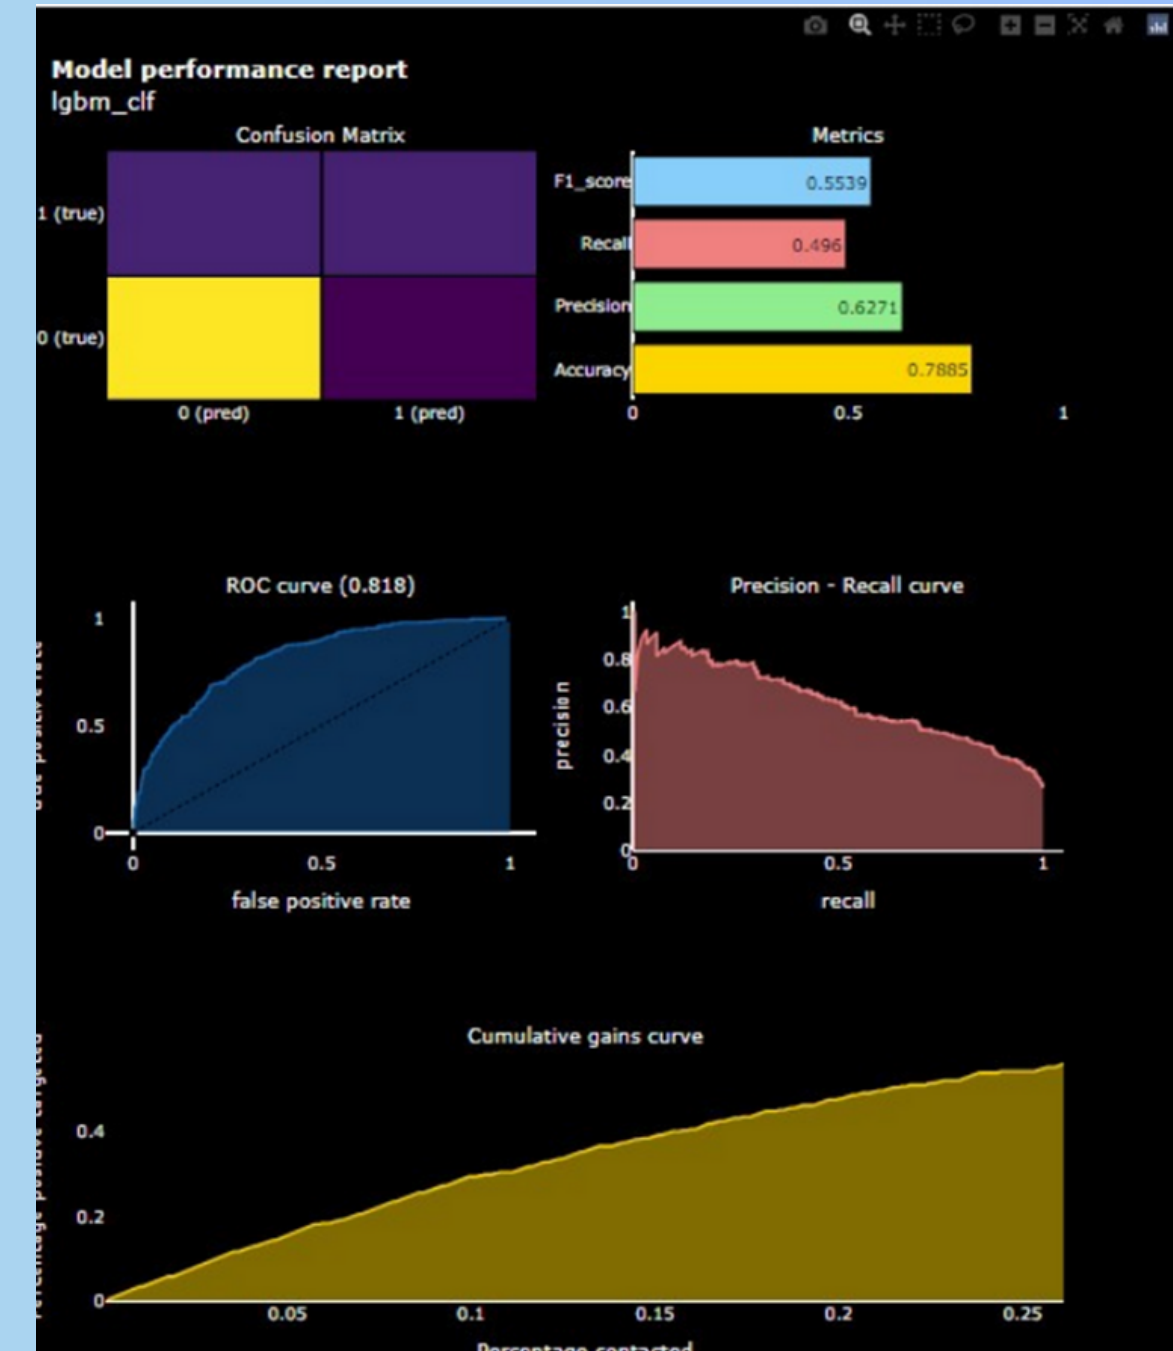 Model performance report
lgbm_clf
Confusion Matrix
1 (true)
0 (true)
0 (pred)
1 (pred)
Metrics
F1_score
0.5539
Recall
0.496
Precision
0.6271
Accuracy
0.7885
0
0.5
1
ROC curve (0.818)
1
0.5
0
0
0.5
1
false positive rate
Precision - Recall curve
precision
1
0.8
0.6
0.4
0.2
0
0
0.5
1
recall
Cumulative gains curve
0.4
0.2
0
0.05
0.1
0.15
0.2
0.25
Percentage contacted